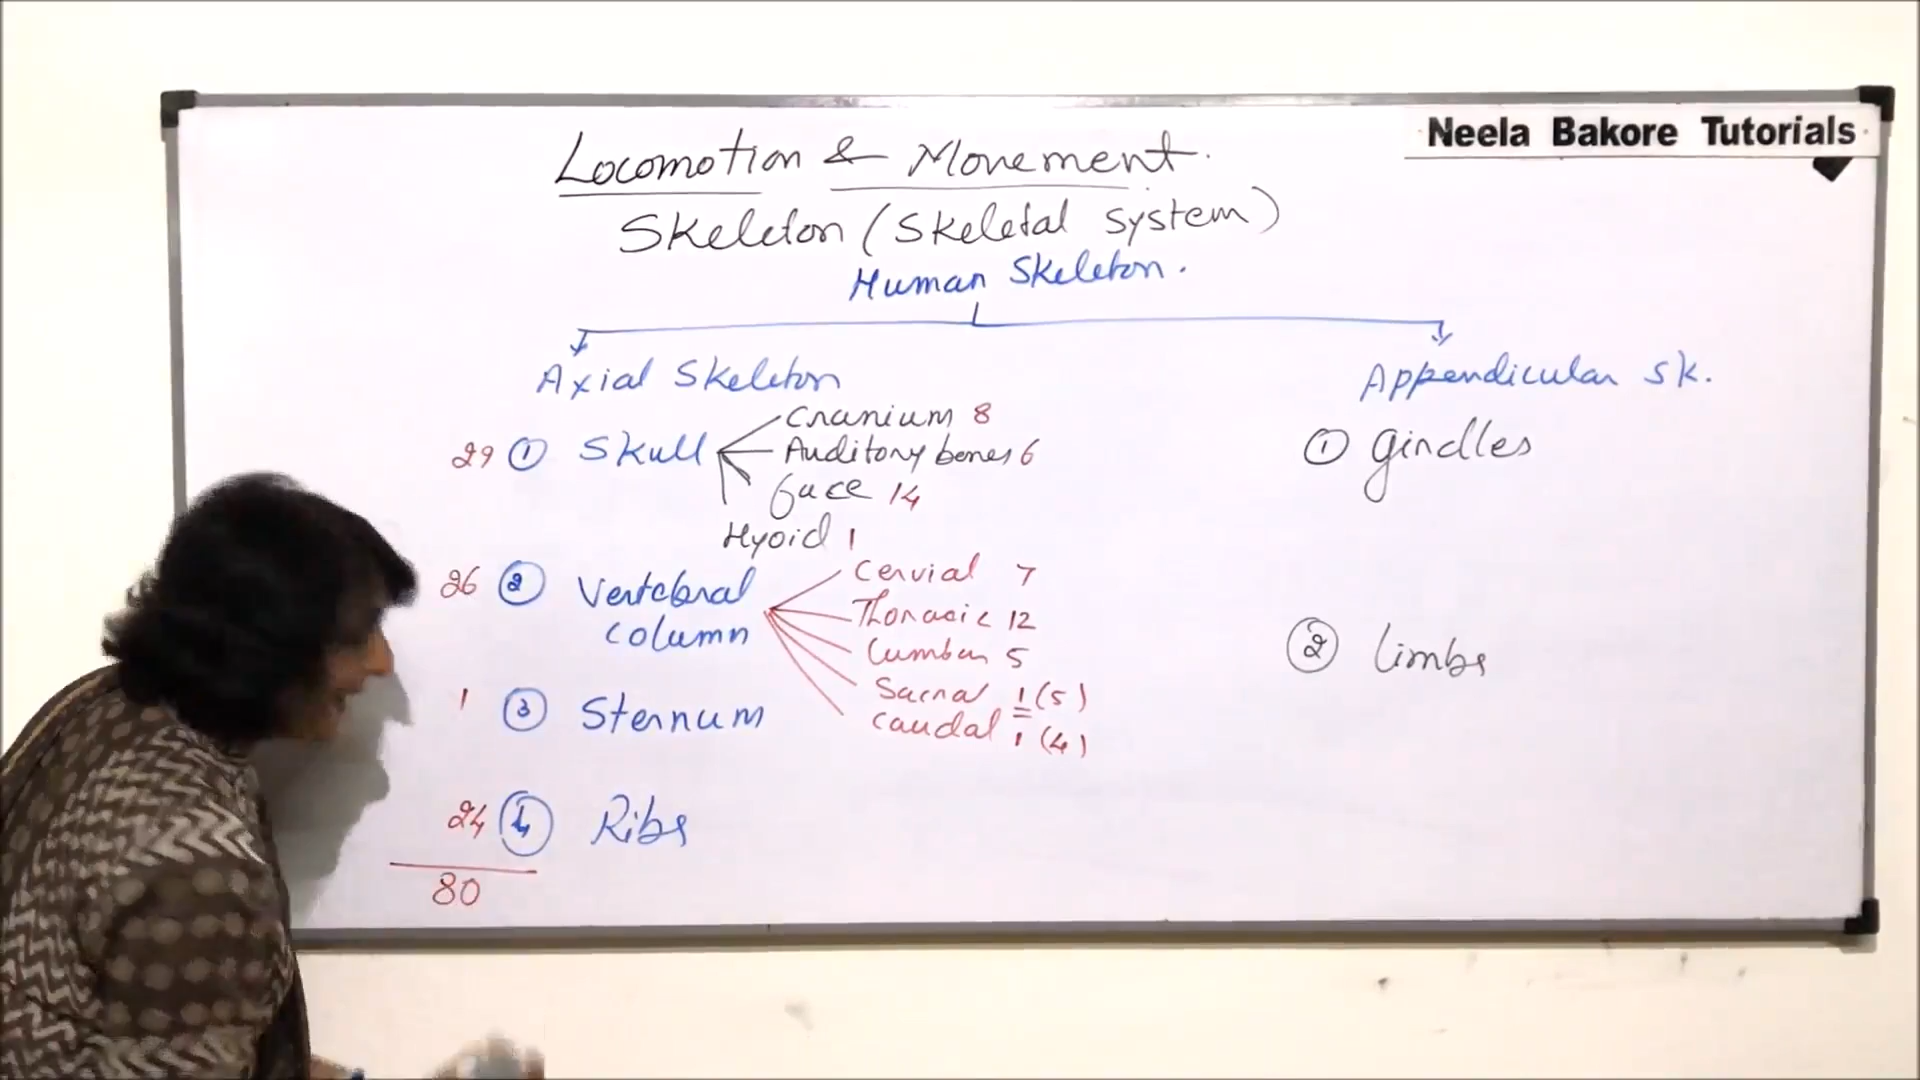 Neela Bakore Tutorials
Locomotion & Movement.
Skeleton (Skeletal system)
Human Skeleton.
Axial Skeleton
Appendicular sk.
29 ① Skull
Cranium 8
Auditory bones 6
face 14
Hyoid 1
① girdles
26 ② Vertebral column
Cervial 7
Thoracic 12
Lumbar 5
Sacral 1 (5)
Caudal 1 (4)
② limbs
1 ③ Sternum
24 ④ Ribs
80